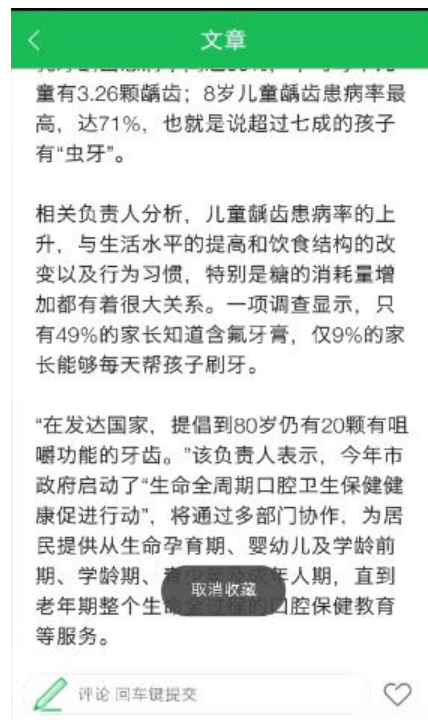 文章
童有3.26颗龋齿；8岁儿童龋齿患病率最
高，达71%，也就是说超过七成的孩子
有“虫牙”。
相关负责人分析，儿童龋齿患病率的上
升，与生活水平的提高和饮食结构的改
变以及行为习惯，特别是糖的消耗量增
加都有着很大关系。一项调查显示，只
有49%的家长知道含氟牙膏，仅9%的家
长能够每天帮孩子刷牙。
“在发达国家，提倡到80岁仍有20颗有咀
嚼功能的牙齿。”该负责人表示，今年市
政府启动了“生命全周期口腔卫生保健健
康促进行动”，将通过多部门协作，为居
民提供从生命孕育期、婴幼儿及学龄前
期、学龄期、年人期，直到
取消收藏
老年期整个生口腔保健教育
等服务。
评论 回车键提交